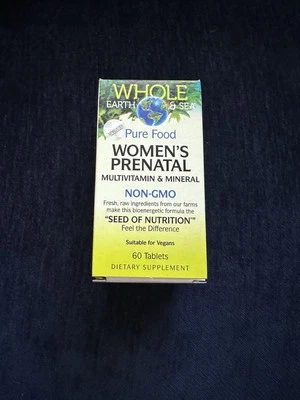 WHOLE
EARTH & SEA
Pure Food
WOMEN'S
PRENATAL
MULTIVITAMIN & MINERAL
NON-GMO
Fresh, raw ingredients from our farms
make this bioenergetic formula the
"SEED OF NUTRITION™"
Feel the Difference
Suitable for Vegans
60 Tablets
DIETARY SUPPLEMENT